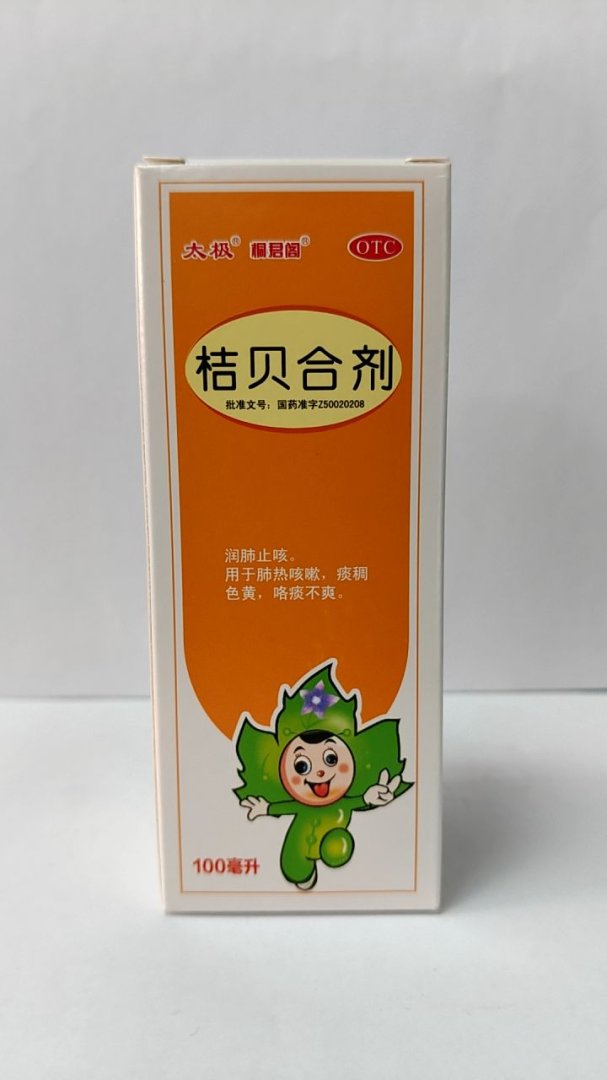 太极® 桐君阁® OTC
桔贝合剂
批准文号：国药准字Z50020208
润肺止咳。
用于肺热咳嗽，痰稠
色黄，咯痰不爽。
100毫升